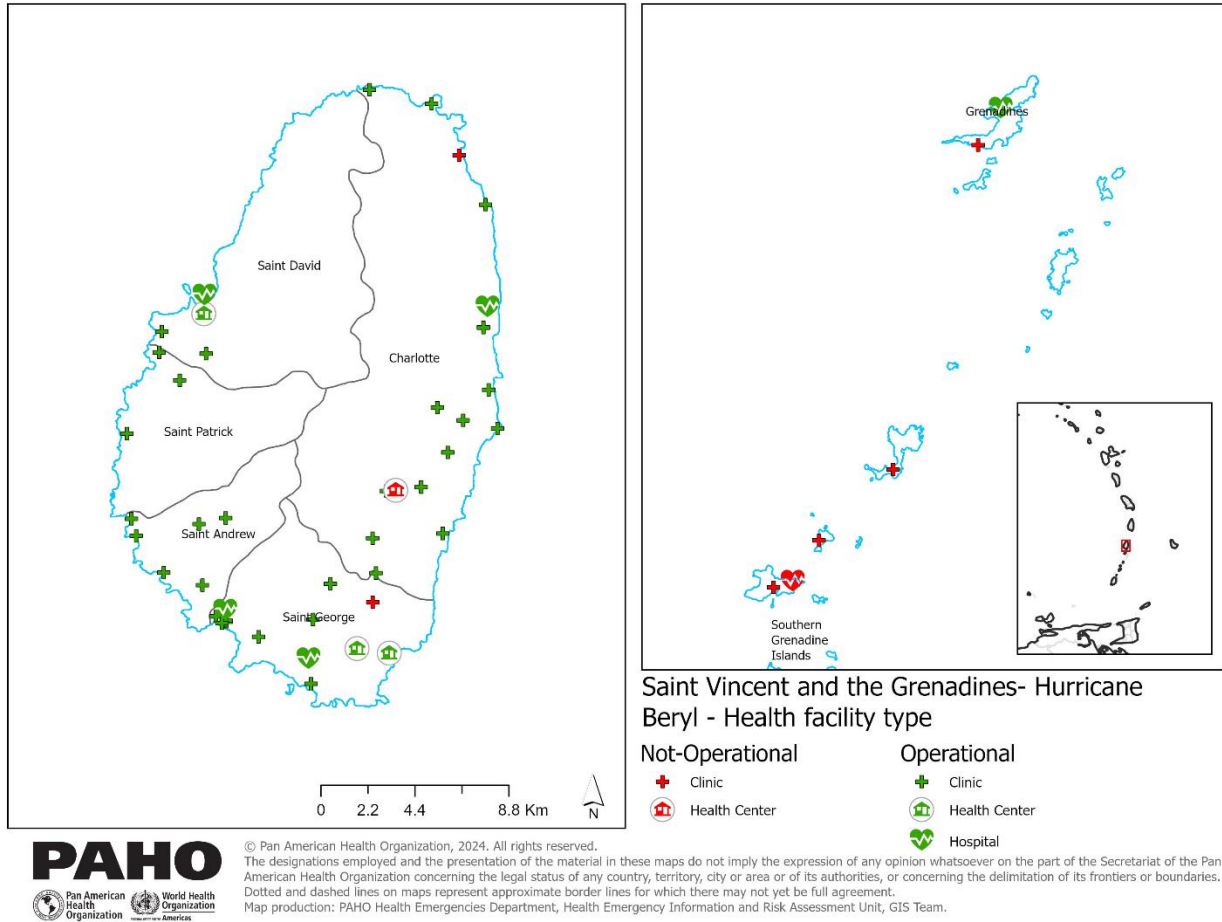 Saint David
Charlotte
Saint Patrick
Saint Andrew
Saint George
0 2.2 4.4 8.8 Km
N
Grenadines
Southern
Grenadine
Islands
Saint Vincent and the Grenadines- Hurricane
Beryl - Health facility type
Not-Operational
Clinic
Health Center
Operational
Clinic
Health Center
Hospital
PAHO
Pan American
Health
Organization
World Health
Organization
Americas
© Pan American Health Organization, 2024. All rights reserved.
The designations employed and the presentation of the material in these maps do not imply the expression of any opinion whatsoever on the part of the Secretariat of the Pan
American Health Organization concerning the legal status of any country, territory, city or area or of its authorities, or concerning the delimitation of its frontiers or boundaries.
Dotted and dashed lines on maps represent approximate border lines for which there may not yet be full agreement.
Map production: PAHO Health Emergencies Department, Health Emergency Information and Risk Assessment Unit, GIS Team.